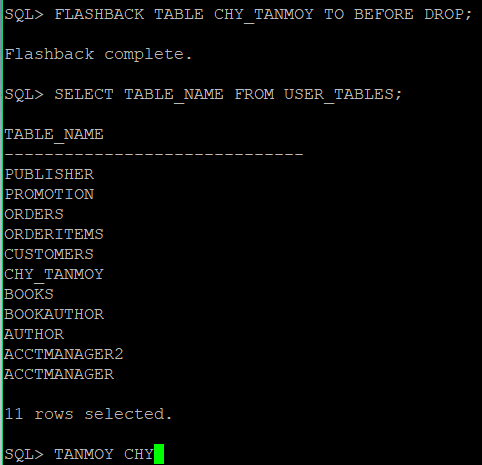 SQL> FLASHBACK TABLE CHY_TANMOY TO BEFORE DROP;
Flashback complete.
SQL> SELECT TABLE_NAME FROM USER_TABLES;
TABLE_NAME
------------------------------
PUBLISHER
PROMOTION
ORDERS
ORDERITEMS
CUSTOMERS
CHY_TANMOY
BOOKS
BOOKAUTHOR
AUTHOR
ACCTMANAGER2
ACCTMANAGER
11 rows selected.
SQL> TANMOY CHY